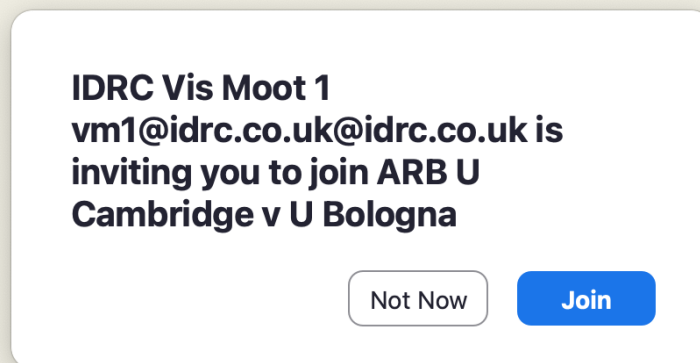 IDRC Vis Moot 1
vm1@idrc.co.uk@idrc.co.uk is
inviting you to join ARB U
Cambridge v U Bologna
Not Now
Join